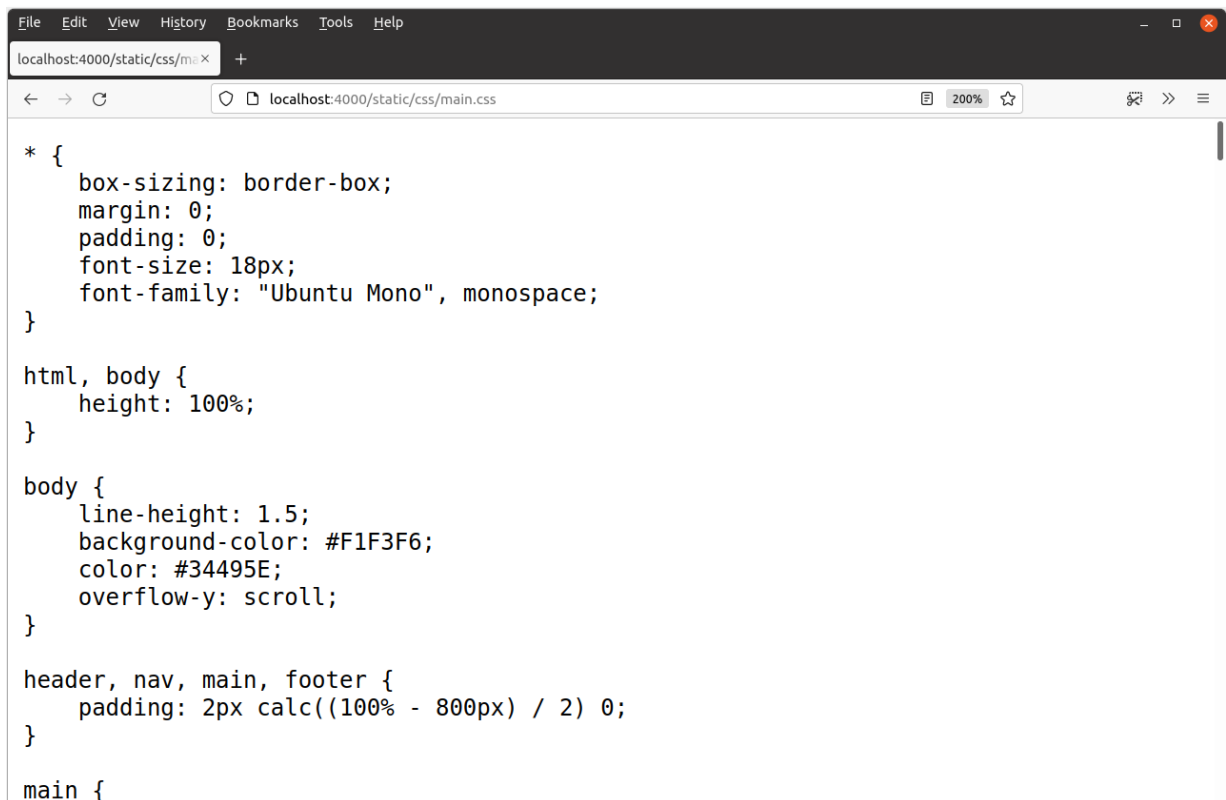 File Edit View History Bookmarks Tools Help
localhost:4000/static/css/ma
localhost:4000/static/css/main.css 200%
* {
    box-sizing: border-box;
    margin: 0;
    padding: 0;
    font-size: 18px;
    font-family: "Ubuntu Mono", monospace;
}
html, body {
    height: 100%;
}
body {
    line-height: 1.5;
    background-color: #F1F3F6;
    color: #34495E;
    overflow-y: scroll;
}
header, nav, main, footer {
    padding: 2px calc((100% - 800px) / 2) 0;
}
main {